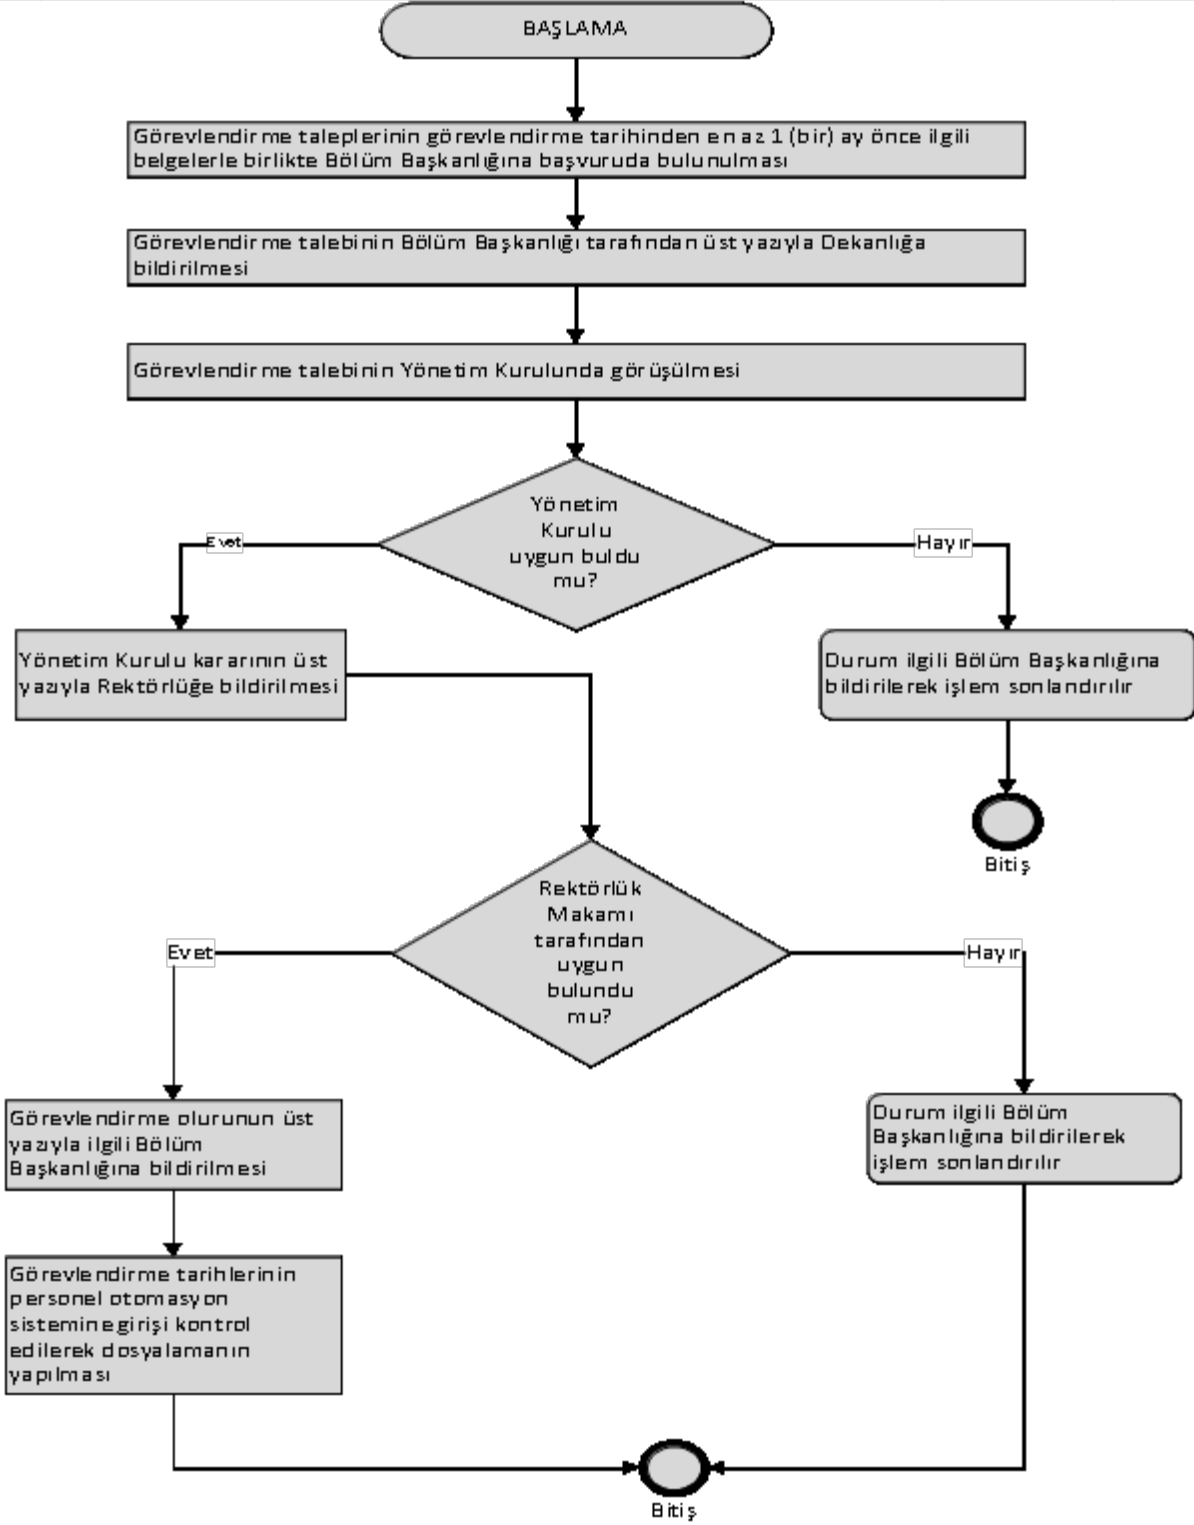 BAŞLAMA
Görevlendirme taleplerinin görevlendirme tarihinden en az 1 (bir) ay önce ilgili
belgelerle birlikte Bölüm Başkanlığına başvuruda bulunulması
Görevlendirme talebinin Bölüm Başkanlığı tarafından üst yazıyla Dekanlığa
bildirilmesi
Görevlendirme talebinin Yönetim Kurulunda görüşülmesi
Yönetim
Kurulu
uygun buldu
mu?
Evet
Hayır
Yönetim Kurulu kararının üst
yazıyla Rektörlüğe bildirilmesi
Durum ilgili Bölüm Başkanlığına
bildirilerek işlem sonlandırılır
Bitiş
Rektörlük
Makamı
tarafından
uygun
bulundu
mu?
Evet
Hayır
Görevlendirme olurunun üst
yazıyla ilgili Bölüm
Başkanlığına bildirilmesi
Durum ilgili Bölüm
Başkanlığına bildirilerek
işlem sonlandırılır
Görevlendirme tarihlerinin
personel otomasyon
sistemine girişi kontrol
edilerek dosyalamanın
yapılması
Bitiş